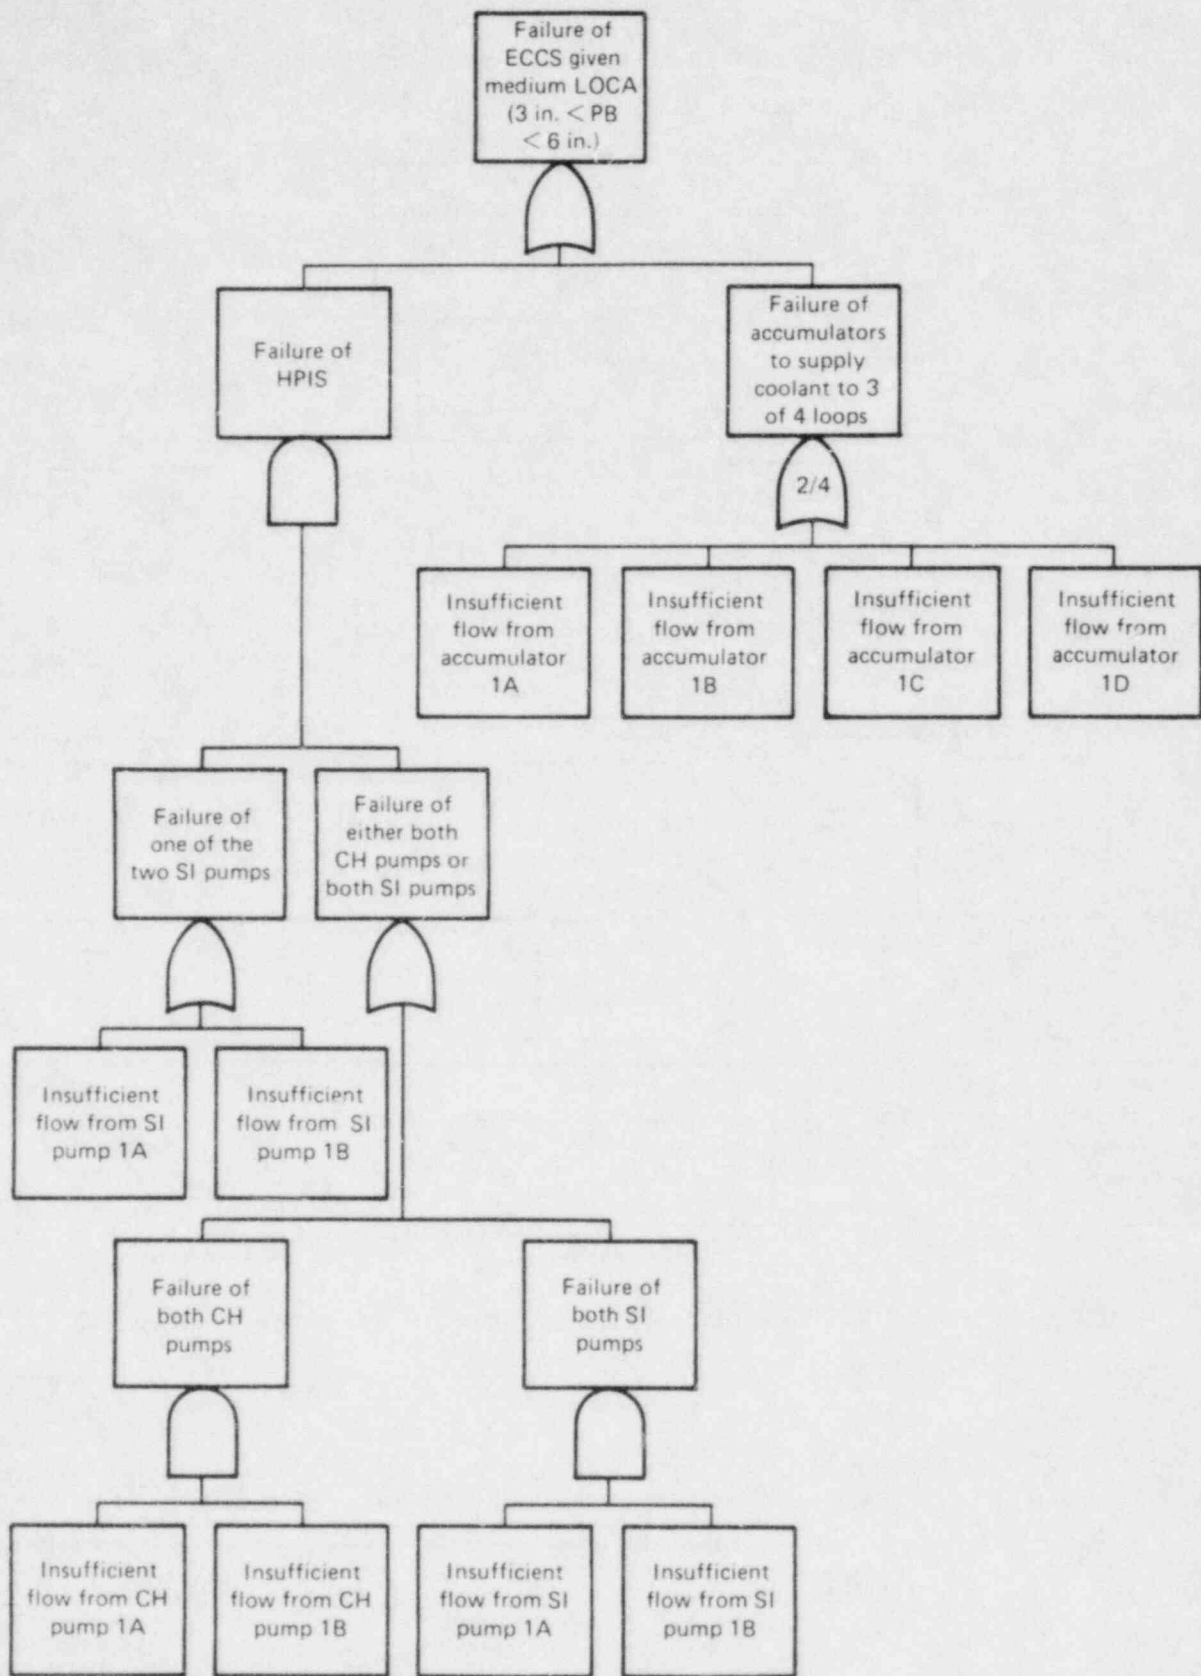 Failure of
ECCS given
medium LOCA
(3 in. < PB
< 6 in.)
Failure of
HPIS
Failure of
accumulators
to supply
coolant to 3
of 4 loops
2/4
Insufficient
flow from
accumulator
1A
Insufficient
flow from
accumulator
1B
Insufficient
flow from
accumulator
1C
Insufficient
flow from
accumulator
1D
Failure of
one of the
two SI pumps
Failure of
either both
CH pumps or
both SI pumps
Insufficient
flow from SI
pump 1A
Insufficient
flow from SI
pump 1B
Failure of
both CH
pumps
Failure of
both SI
pumps
Insufficient
flow from CH
pump 1A
Insufficient
flow from CH
pump 1B
Insufficient
flow from SI
pump 1A
Insufficient
flow from SI
pump 1B